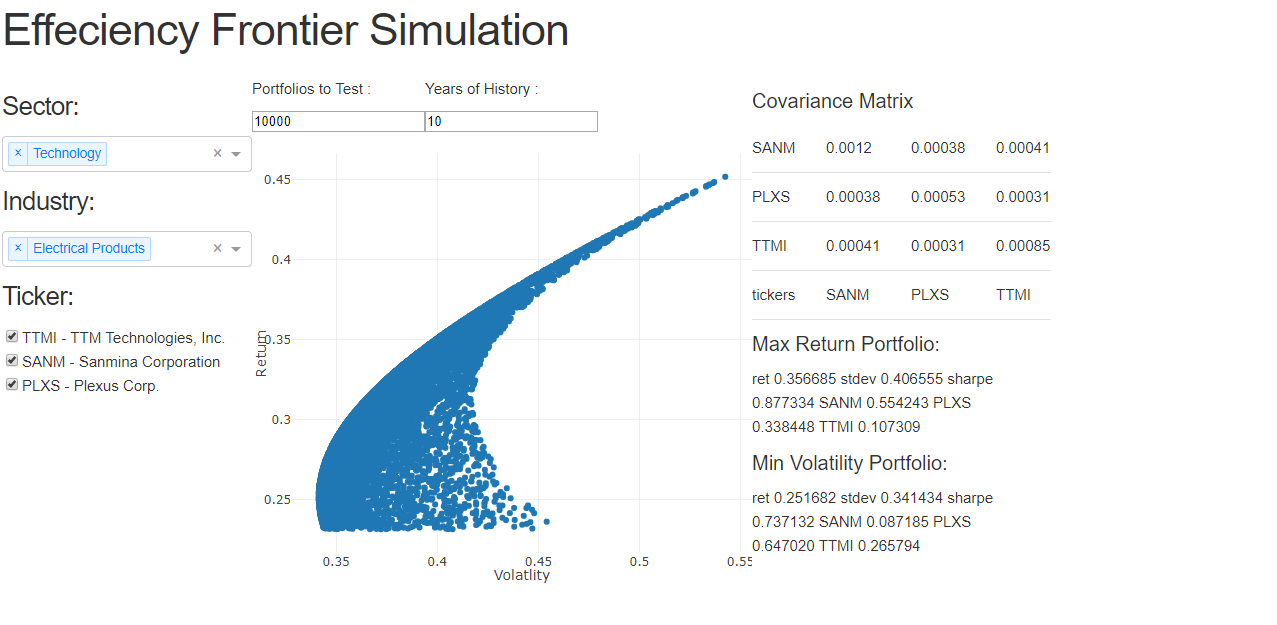 Effeciency Frontier Simulation
Sector:
× Technology
Industry:
× Electrical Products
Ticker:
TTMI - TTM Technologies, Inc.
SANM - Sanmina Corporation
PLXS - Plexus Corp.
Portfolios to Test : Years of History :
10000 10
0.45
0.4
0.35
0.3
0.25
Return
0.35 0.4 0.45 0.5 0.55
Volatlity
Covariance Matrix
SANM 0.0012 0.00038 0.00041
PLXS 0.00038 0.00053 0.00031
TTMI 0.00041 0.00031 0.00085
tickers SANM PLXS TTMI
Max Return Portfolio:
ret 0.356685 stdev 0.406555 sharpe
0.877334 SANM 0.554243 PLXS
0.338448 TTMI 0.107309
Min Volatility Portfolio:
ret 0.251682 stdev 0.341434 sharpe
0.737132 SANM 0.087185 PLXS
0.647020 TTMI 0.265794